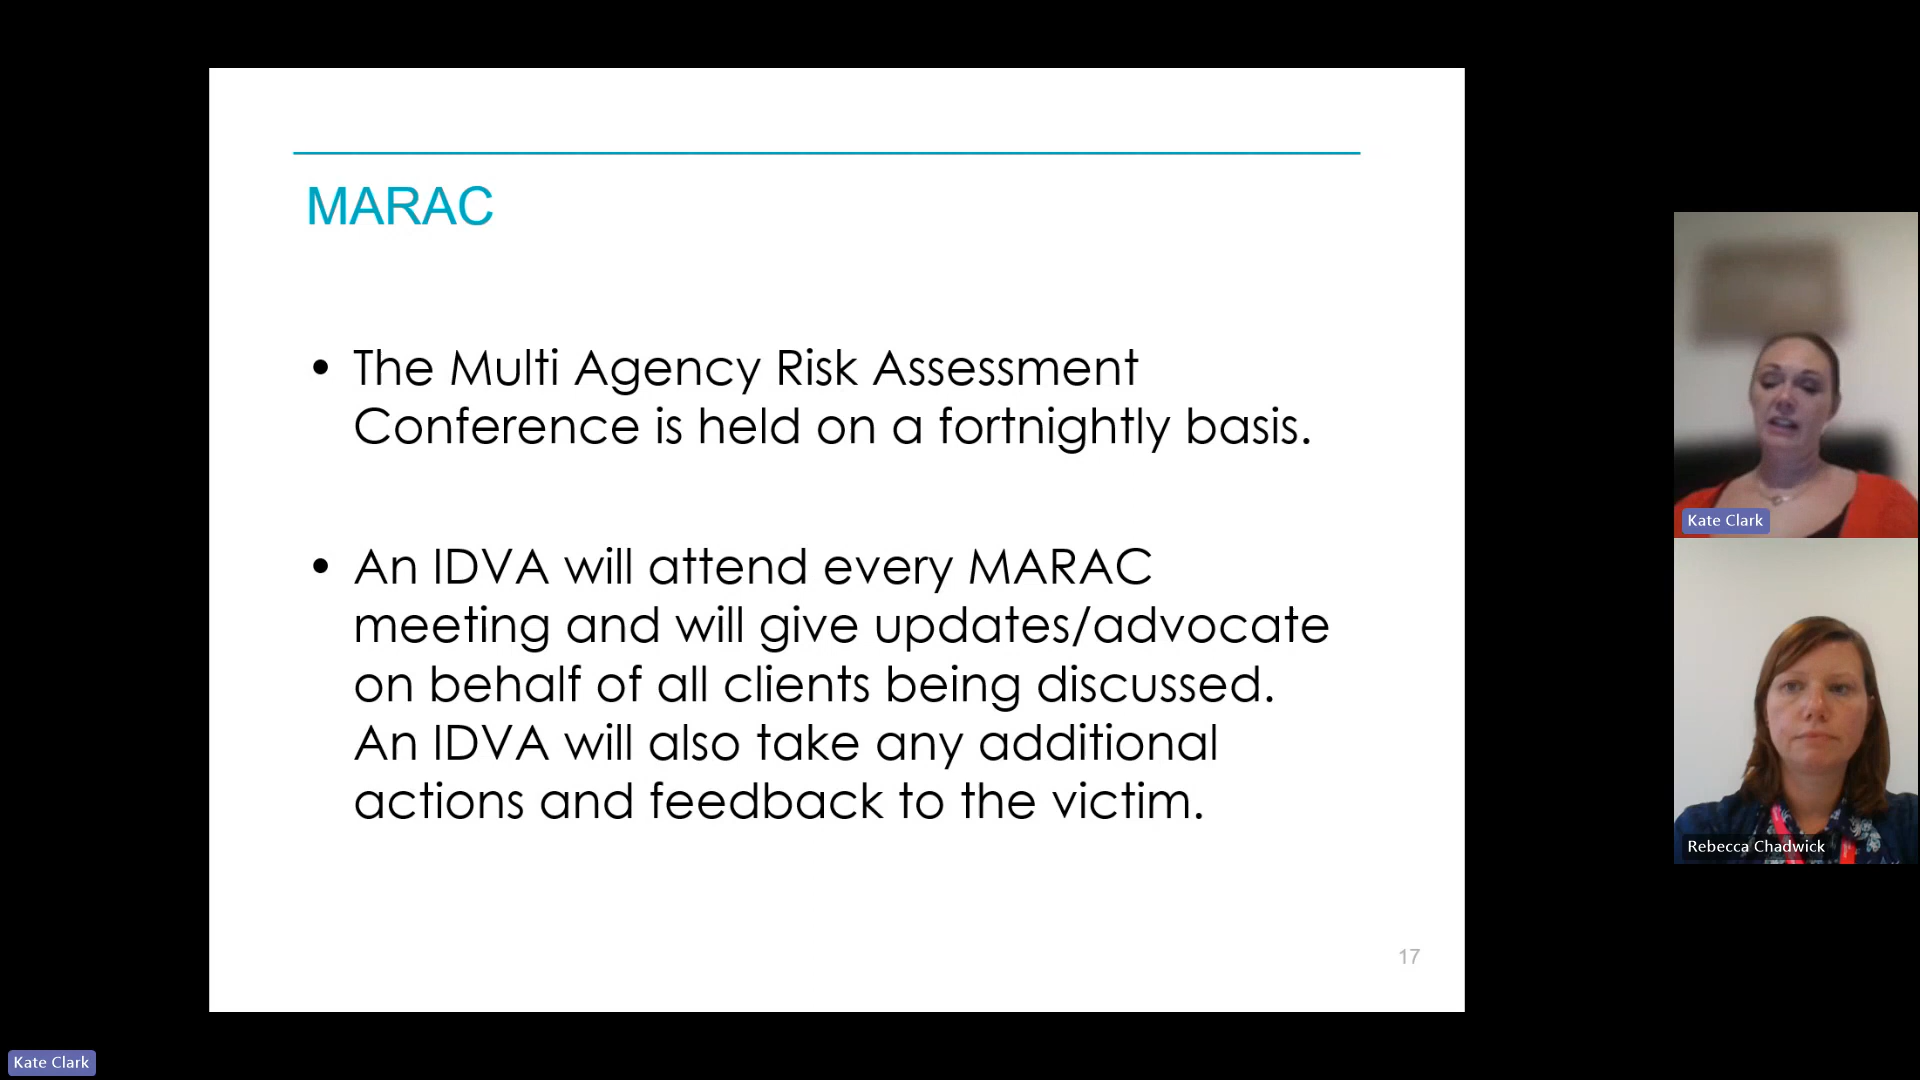 MARAC
• The Multi Agency Risk Assessment
Conference is held on a fortnightly basis.
• An IDVA will attend every MARAC
meeting and will give updates/advocate
on behalf of all clients being discussed.
An IDVA will also take any additional
actions and feedback to the victim.
17
Kate Clark
Rebecca Chadwick
Kate Clark